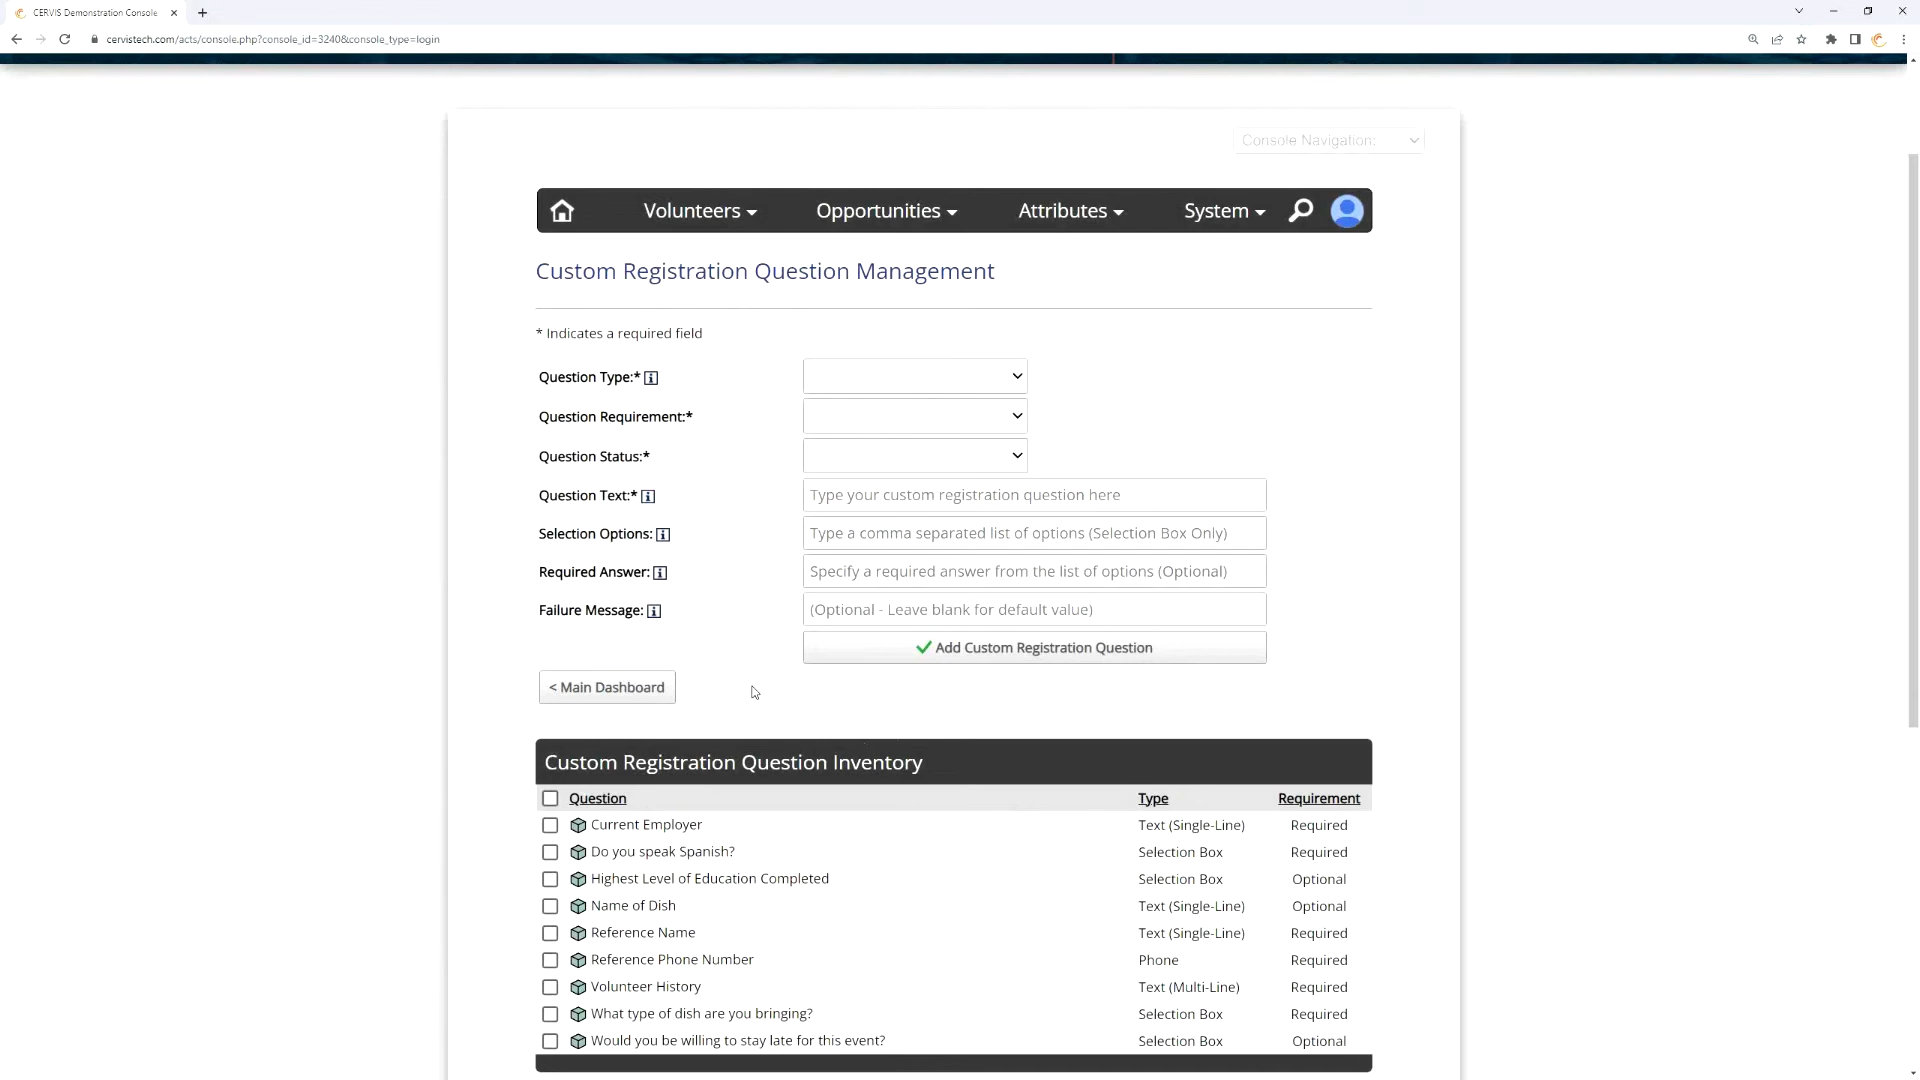 CERVIS Demonstration Console
cervistech.com/acts/console.php?console_id=3240&console_type=login
Console Navigation:
Volunteers Opportunities Attributes System
Custom Registration Question Management
* Indicates a required field
Question Type:*
Question Requirement:*
Question Status:*
Question Text:* Type your custom registration question here
Selection Options: Type a comma separated list of options (Selection Box Only)
Required Answer: Specify a required answer from the list of options (Optional)
Failure Message: (Optional - Leave blank for default value)
Add Custom Registration Question
< Main Dashboard
Custom Registration Question Inventory
Question Type Requirement
Current Employer Text (Single-Line) Required
Do you speak Spanish? Selection Box Required
Highest Level of Education Completed Selection Box Optional
Name of Dish Text (Single-Line) Optional
Reference Name Text (Single-Line) Required
Reference Phone Number Phone Required
Volunteer History Text (Multi-Line) Required
What type of dish are you bringing? Selection Box Required
Would you be willing to stay late for this event? Selection Box Optional